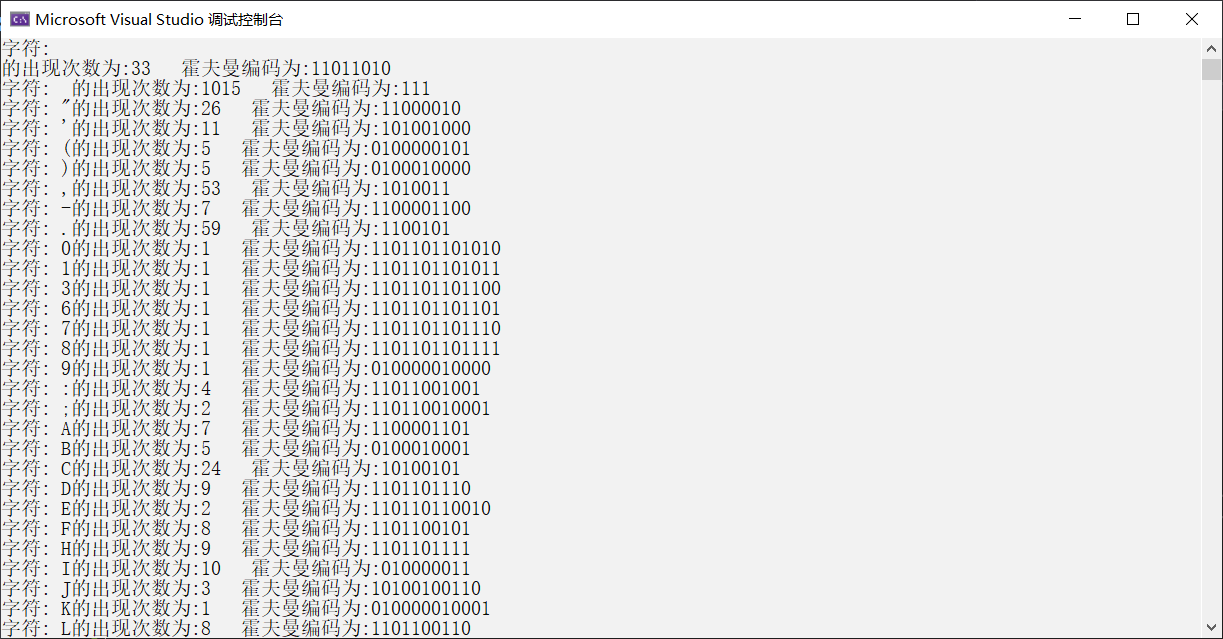 Microsoft Visual Studio 调试控制台
字符:
的出现次数为:33   霍夫曼编码为:11011010
字符:  的出现次数为:1015   霍夫曼编码为:111
字符: "的出现次数为:26   霍夫曼编码为:11000010
字符: '的出现次数为:11   霍夫曼编码为:101001000
字符: (的出现次数为:5   霍夫曼编码为:0100000101
字符: )的出现次数为:5   霍夫曼编码为:0100010000
字符: ,的出现次数为:53   霍夫曼编码为:1010011
字符: -的出现次数为:7   霍夫曼编码为:1100001100
字符: .的出现次数为:59   霍夫曼编码为:1100101
字符: 0的出现次数为:1   霍夫曼编码为:1101101101010
字符: 1的出现次数为:1   霍夫曼编码为:1101101101011
字符: 3的出现次数为:1   霍夫曼编码为:1101101101100
字符: 6的出现次数为:1   霍夫曼编码为:1101101101101
字符: 7的出现次数为:1   霍夫曼编码为:1101101101110
字符: 8的出现次数为:1   霍夫曼编码为:1101101101111
字符: 9的出现次数为:1   霍夫曼编码为:010000010000
字符: :的出现次数为:4   霍夫曼编码为:11011001001
字符: ;的出现次数为:2   霍夫曼编码为:110110010001
字符: A的出现次数为:7   霍夫曼编码为:1100001101
字符: B的出现次数为:5   霍夫曼编码为:0100010001
字符: C的出现次数为:24   霍夫曼编码为:10100101
字符: D的出现次数为:9   霍夫曼编码为:1101101110
字符: E的出现次数为:2   霍夫曼编码为:110110110010
字符: F的出现次数为:8   霍夫曼编码为:1101100101
字符: H的出现次数为:9   霍夫曼编码为:1101101111
字符: I的出现次数为:10   霍夫曼编码为:010000011
字符: J的出现次数为:3   霍夫曼编码为:10100100110
字符: K的出现次数为:1   霍夫曼编码为:010000010001
字符: L的出现次数为:8   霍夫曼编码为:1101100110